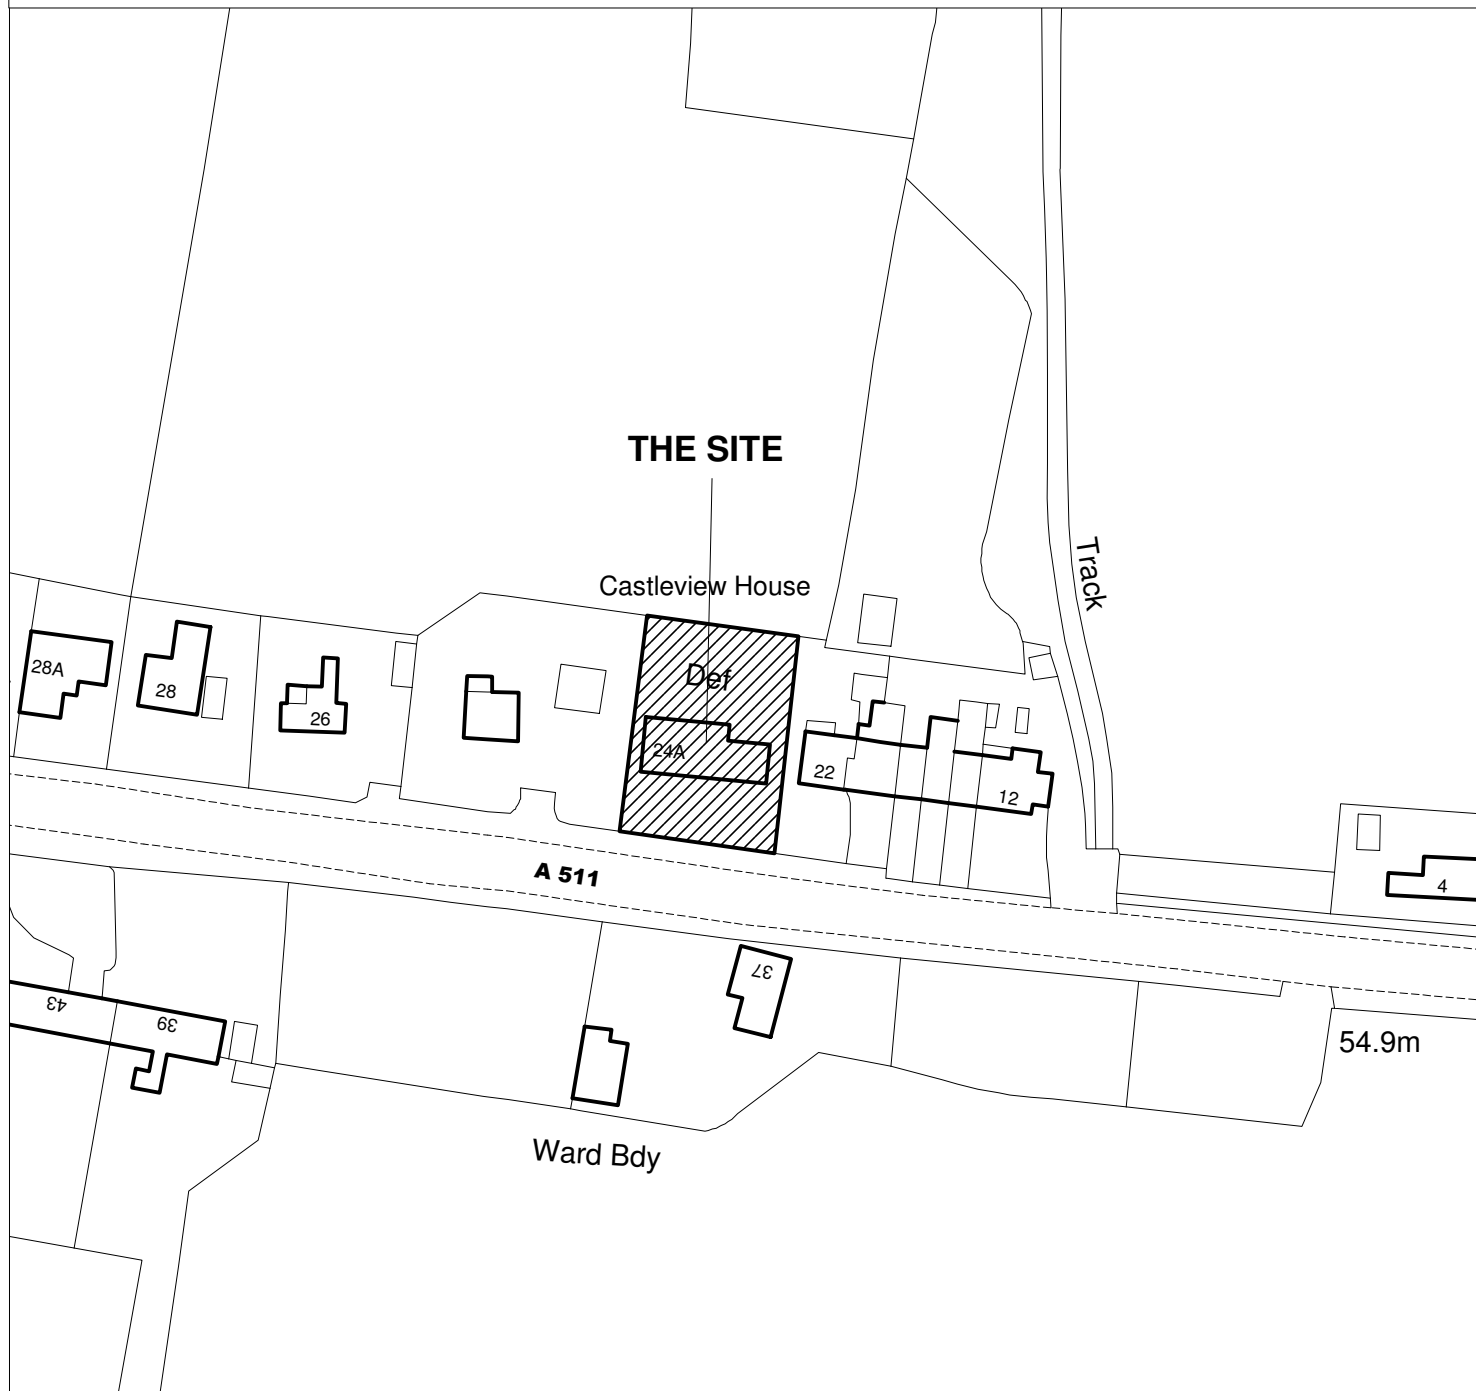 THE SITE
Track
Castleview House
Def
28A
28
26
24A
22
12
A 511
4
37
43
39
54.9m
Ward Bdy